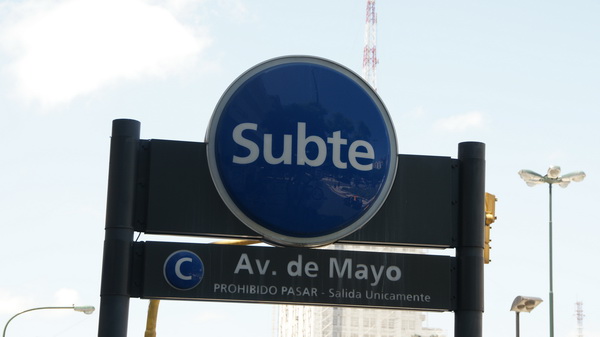 Subte
C Av. de Mayo
PROHIBIDO PASAR - Salida Unicamente